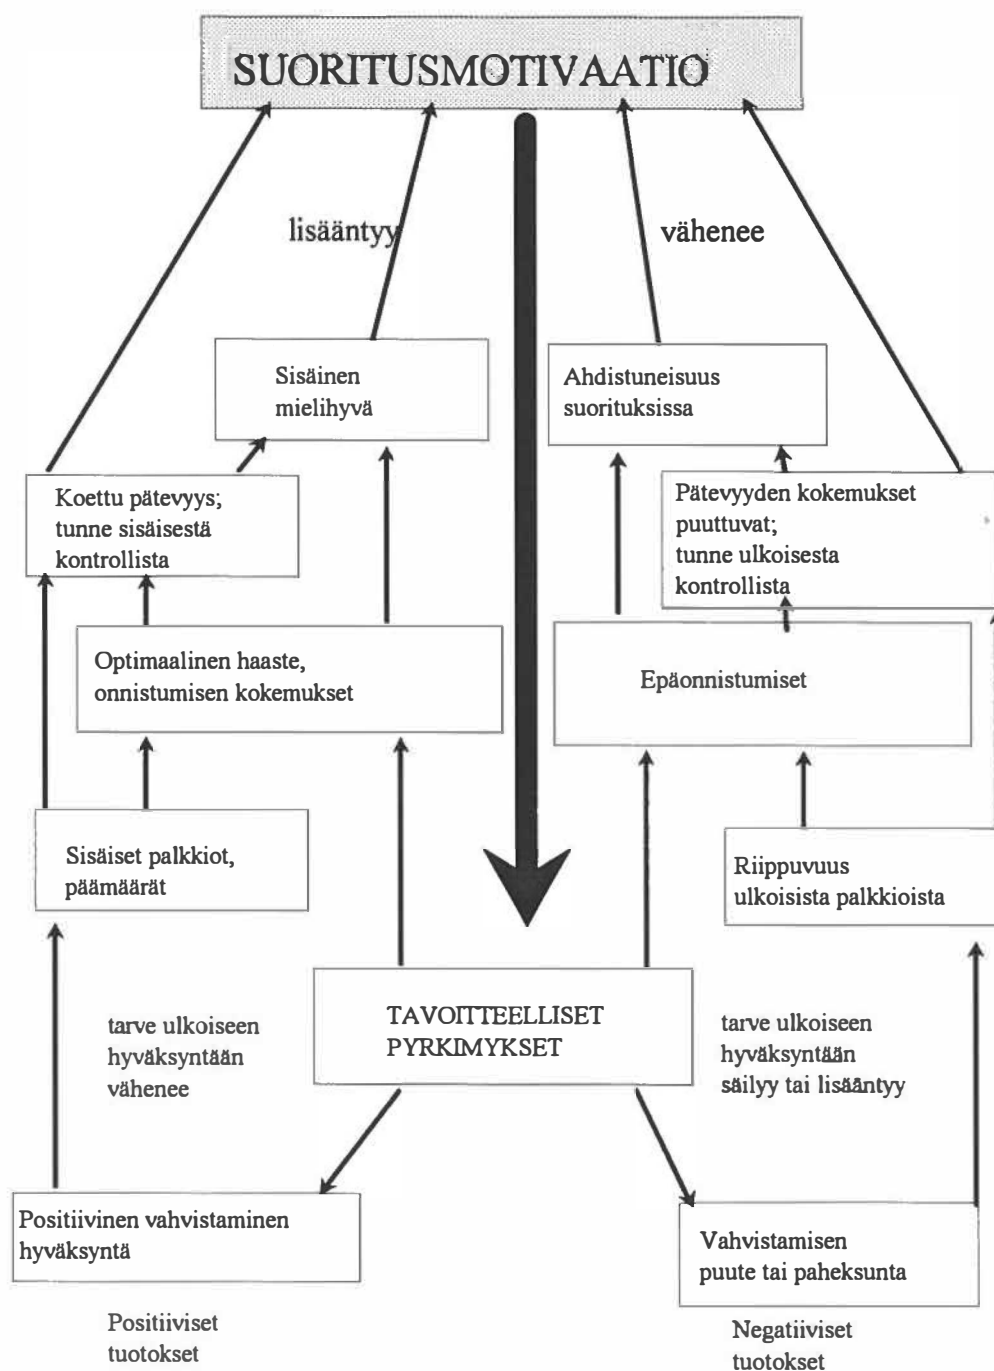 SUORITUSMOTIVAATIO
lisääntyy
vähenee
Sisäinen
mielihyvä
Ahdistuneisuus
suorituksissa
Koettu pätevyys;
tunne sisäisestä
kontrollista
Pätevyyden kokemukset
puuttuvat;
tunne ulkoisesta
kontrollista
Optimaalinen haaste,
onnistumisen kokemukset
Epäonnistumiset
Sisäiset palkkiot,
päämäärät
Riippuvuus
ulkoisista palkkioista
TAVOITTEELLISET
PYRKIMYKSET
tarve ulkoiseen
hyväksyntään
vähenee
tarve ulkoiseen
hyväksyntään
säilyy tai lisääntyy
Positiivinen vahvistaminen
hyväksyntä
Vahvistamisen
puute tai paheksunta
Positiiviset
tuotokset
Negatiiviset
tuotokset